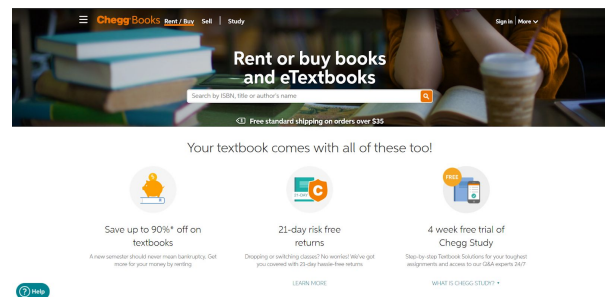 Chegg Books Rent / Buy Sell | Study Sign in | More
Rent or buy books
and eTextbooks
Search by ISBN, title or author's name
Free standard shipping on orders over $35
Your textbook comes with all of these too!
21-DAY C FREE
Save up to 90%* off on textbooks
A new semester should never mean bankruptcy. Get
more for your money by renting
21-day risk free
returns
Dropping or switching classes? No worries! We've got
you covered with 21-day hassle-free returns
LEARN MORE
4 week free trial of
Chegg Study
Step-by-step Textbook Solutions for your toughest
assignments and access to our Q&A experts 24/7
WHAT IS CHEGG STUDY?
? Help